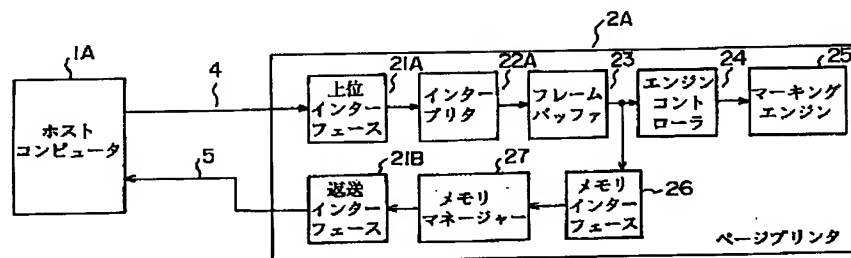 2A
1A
4
21A
22A
23
24
25
ホスト
コンピュータ
上位
インター
フェース
インター
プリタ
フレーム
バッファ
エンジン
コント
ローラ
マーキング
エンジン
5
21B
27
26
返送
インター
フェース
メモリ
マネージャー
メモリ
インター
フェース
ページプリンタ